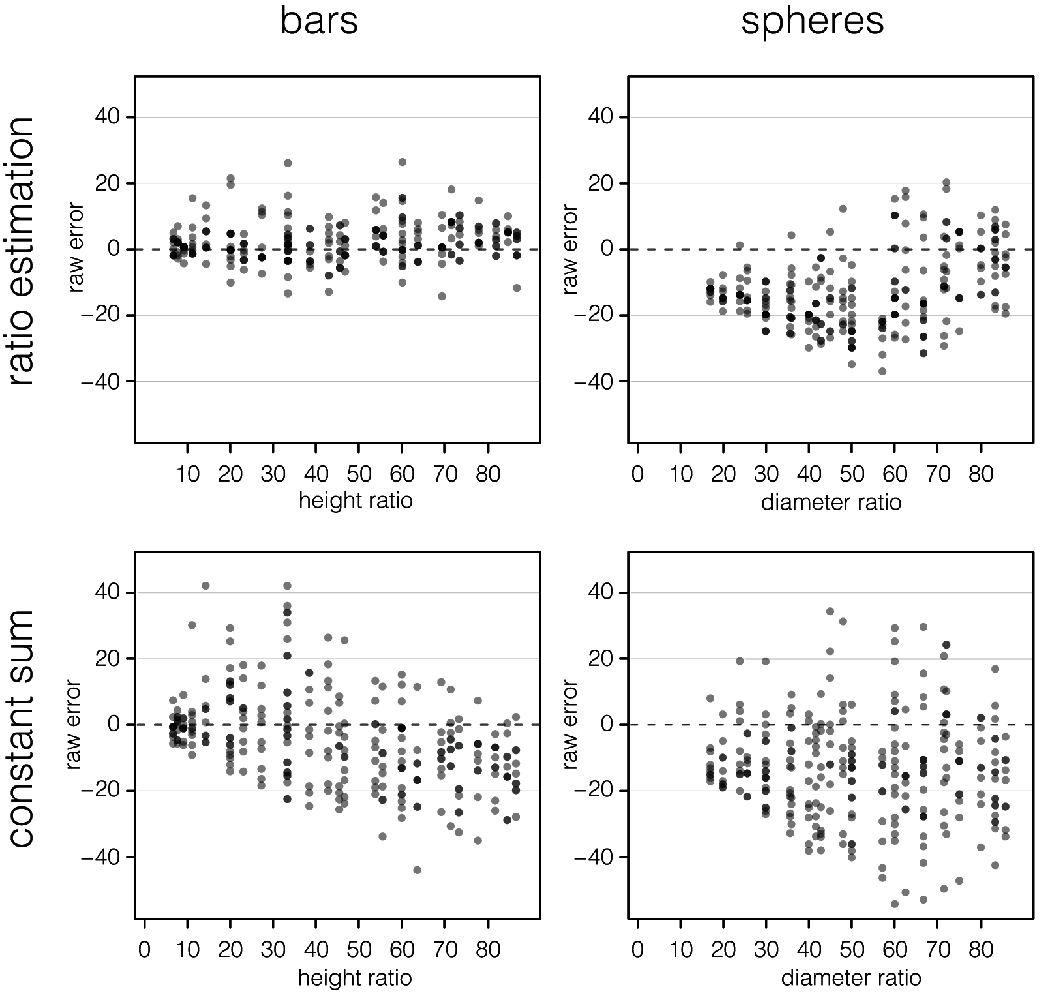 bars spheres
ratio estimation
raw error
40
20
0
−20
−40
10 20 30 40 50 60 70 80
height ratio
raw error
40
20
0
−20
−40
0 10 20 30 40 50 60 70 80
diameter ratio
constant sum
raw error
40
20
0
−20
−40
0 10 20 30 40 50 60 70 80
height ratio
raw error
40
20
0
−20
−40
0 10 20 30 40 50 60 70 80
diameter ratio